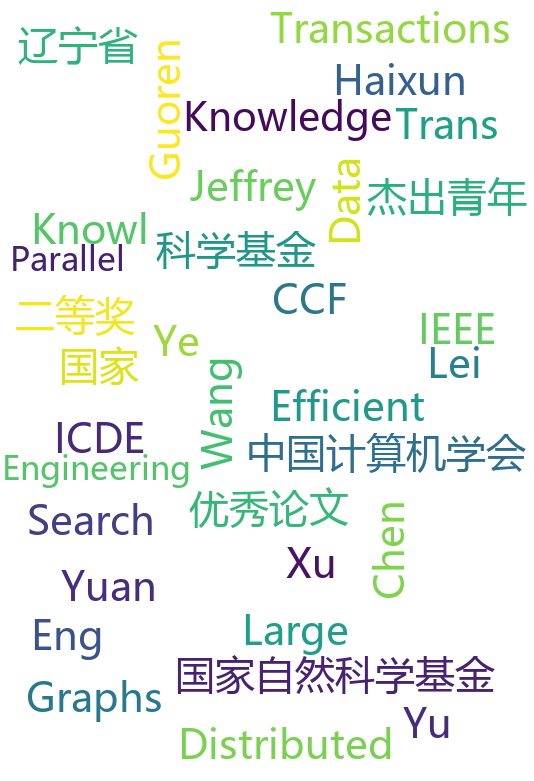 Transactions
辽宁省
Guoren
Haixun
Knowledge
Trans
Jeffrey
Data
杰出青年
Knowl
科学基金
Parallel
CCF
二等奖
Ye
IEEE
国家
Lei
Wang
Efficient
ICDE
中国计算机学会
Engineering
优秀论文
Search
Chen
Xu
Yuan
Eng
Large
国家自然科学基金
Graphs
Yu
Distributed